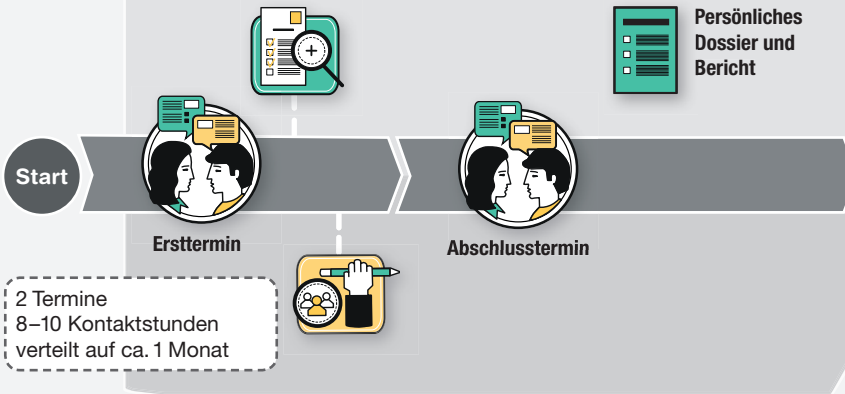 Persönliches
Dossier und
Bericht
Start
Ersttermin
Abschlusstermin
2 Termine
8–10 Kontaktstunden
verteilt auf ca. 1 Monat